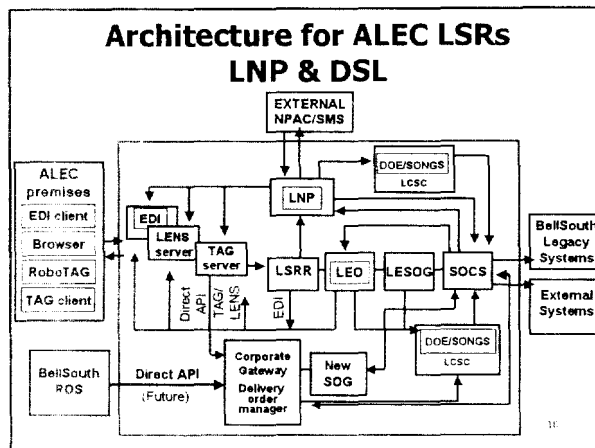 Architecture for ALEC LSRs
LNP & DSL
EXTERNAL
NPAC/SMS
ALEC
premises
EDI client
Browser
RoboTAG
TAG client
DOE/SONGS
LCSC
LNP
EDI
LENS
server
TAG
server
LSRR
LEO
LESOG
SOCS
BellSouth
Legacy
Systems
External
Systems
Direct
API
TAG/
LENS
EDI
DOE/SONGS
LCSC
Corporate
Gateway
Delivery
order
manager
New
SOG
BellSouth
ROS
Direct API
(Future)
16